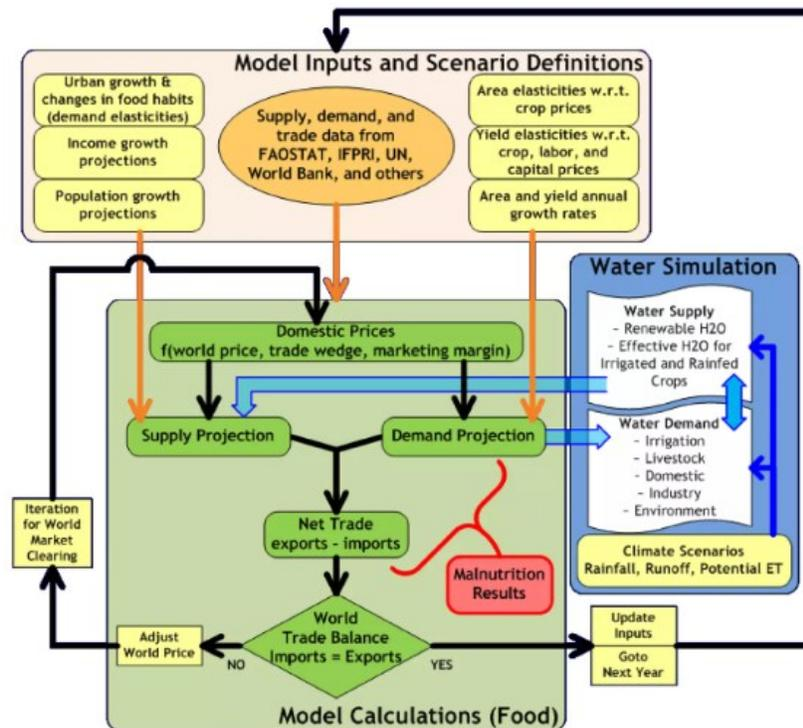 Model Inputs and Scenario Definitions
Urban growth &
changes in food habits
(demand elasticities)
Income growth
projections
Population growth
projections
Supply, demand, and
trade data from
FAOSTAT, IFPRI, UN,
World Bank, and others
Area elasticities w.r.t.
crop prices
Yield elasticities w.r.t.
crop, labor, and
capital prices
Area and yield annual
growth rates
Water Simulation
Water Supply
– Renewable H2O
– Effective H2O for
Irrigated and Rainfed
Crops
Water Demand
– Irrigation
– Livestock
– Domestic
– Industry
– Environment
Climate Scenarios
Rainfall, Runoff, Potential ET
Domestic Prices
f(world price, trade wedge, marketing margin)
Supply Projection
Demand Projection
Net Trade
exports – imports
Malnutrition
Results
World
Trade Balance
Imports = Exports
NO
YES
Iteration
for World
Market
Clearing
Adjust
World Price
Update
Inputs
Goto
Next Year
Model Calculations (Food)